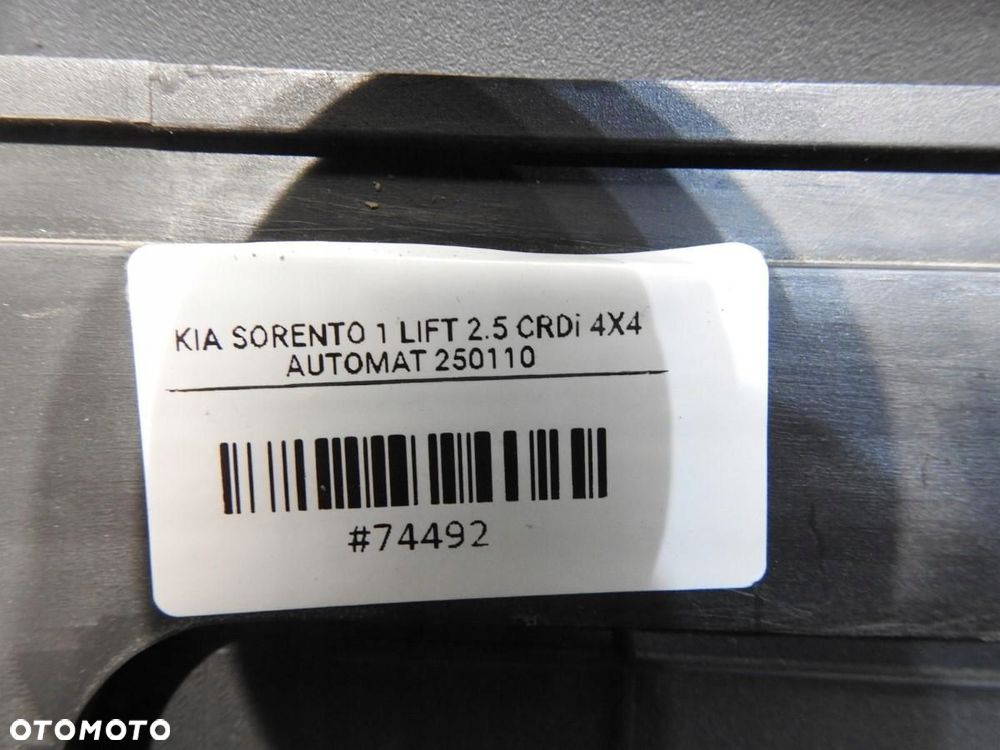 KIA SORENTO 1 LIFT 2.5 CRDi 4X4
AUTOMAT 250110
#74492
OTOMOTO